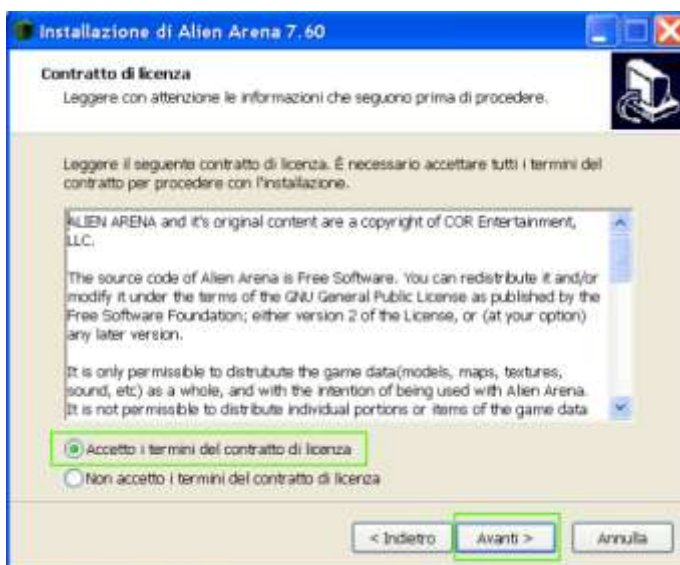 Installazione di Alien Arena 7.60
Contratto di licenza
Leggere con attenzione le informazioni che seguono prima di procedere.
Leggere il seguente contratto di licenza. È necessario accettare tutti i termini del
contratto per procedere con l'installazione.
ALIEN ARENA and it's original content are a copyright of COR Entertainment,
LLC.
The source code of Alien Arena is Free Software. You can redistribute it and/or
modify it under the terms of the GNU General Public License as published by the
Free Software Foundation; either version 2 of the License, or (at your option)
any later version.
It is only permissible to distrubute the game data(models, maps, textures,
sound, etc) as a whole, and with the intention of being used with Alien Arena.
It is not permissible to distribute individual portions or items of the game data
Accetto i termini del contratto di licenza
Non accetto i termini del contratto di licenza
< Indietro
Avanti >
Annulla